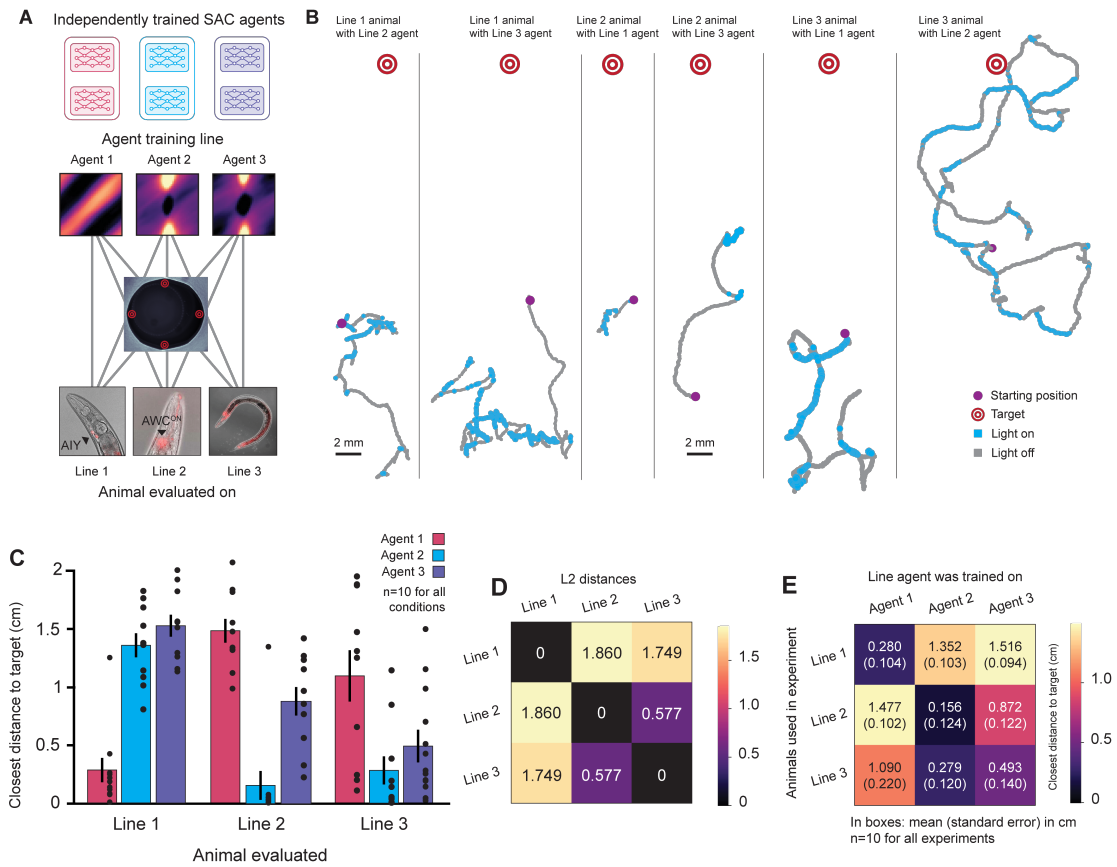 A
Independently trained SAC agents
Agent training line
Agent 1 Agent 2 Agent 3
AIY
AWC^ON
Line 1 Line 2 Line 3
Animal evaluated on
B
Line 1 animal
with Line 2 agent
Line 1 animal
with Line 3 agent
Line 2 animal
with Line 1 agent
Line 2 animal
with Line 3 agent
Line 3 animal
with Line 1 agent
Line 3 animal
with Line 2 agent
2 mm
2 mm
Starting position
Target
Light on
Light off
C
Agent 1
Agent 2
Agent 3
n=10 for all
conditions
Closest distance to target (cm)
2
1.5
1
0.5
0
Line 1 Line 2 Line 3
Animal evaluated
D
L2 distances
Line 1 Line 2 Line 3
Line 1 0 1.860 1.749
Line 2 1.860 0 0.577
Line 3 1.749 0.577 0
1.5
1.0
0.5
0
E
Line agent was trained on
Agent 1 Agent 2 Agent 3
Animals used in experiment
Line 1 0.280 1.352 1.516
(0.104) (0.103) (0.094)
Line 2 1.477 0.156 0.872
(0.102) (0.124) (0.122)
Line 3 1.090 0.279 0.493
(0.220) (0.120) (0.140)
1.0
0.5
0
Closest distance to target (cm)
In boxes: mean (standard error) in cm
n=10 for all experiments